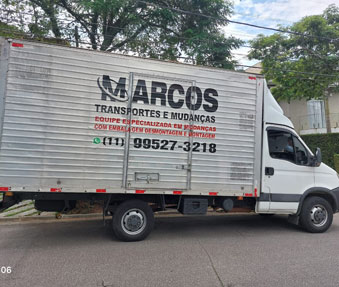 MARCOS
TRANSPORTES E MUDANÇAS
EQUIPE ESPECIALIZADA EM MUDANÇAS
COM EMBALAGEM DESMONTAGEM E MONTAGEM
(11) 99527-3218
06